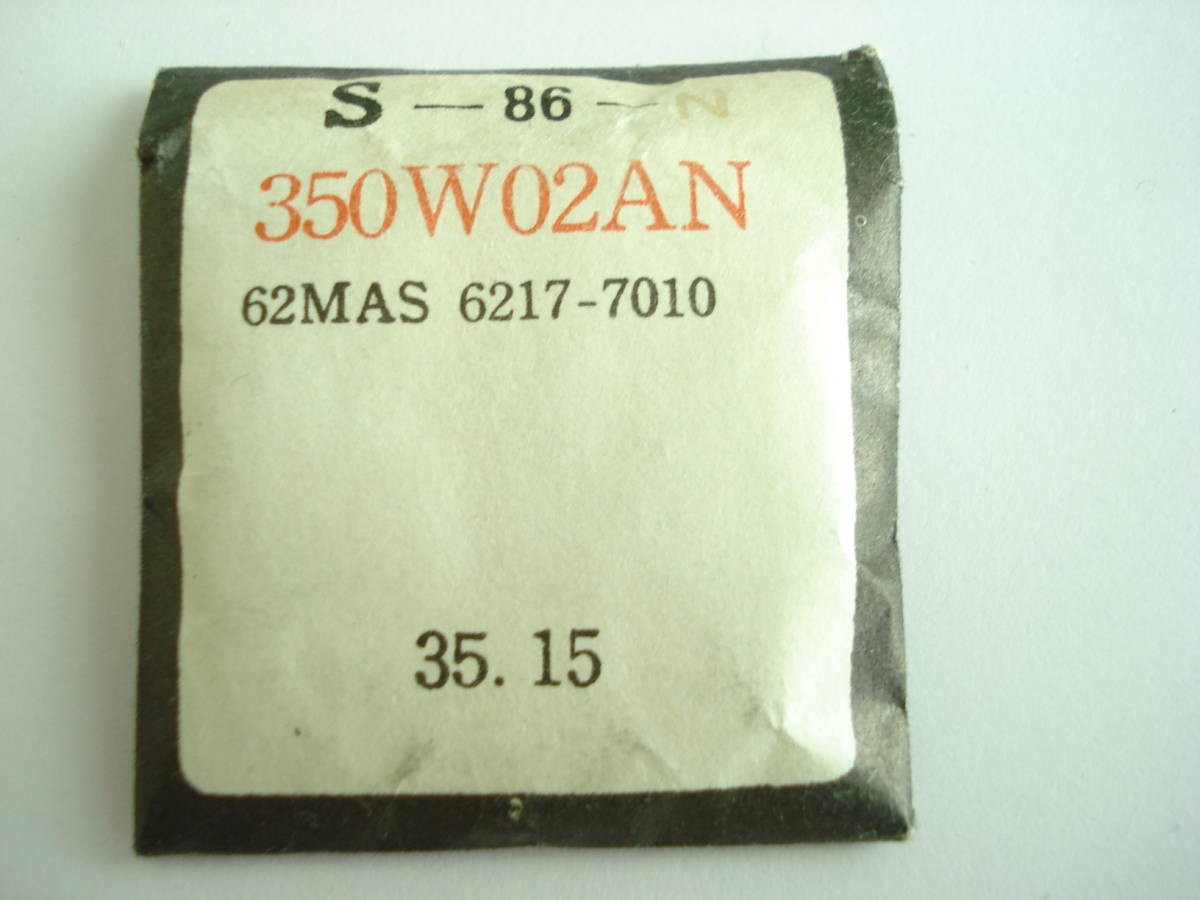 S — 86 — N
350W02AN
62MAS 6217-7010
35.15